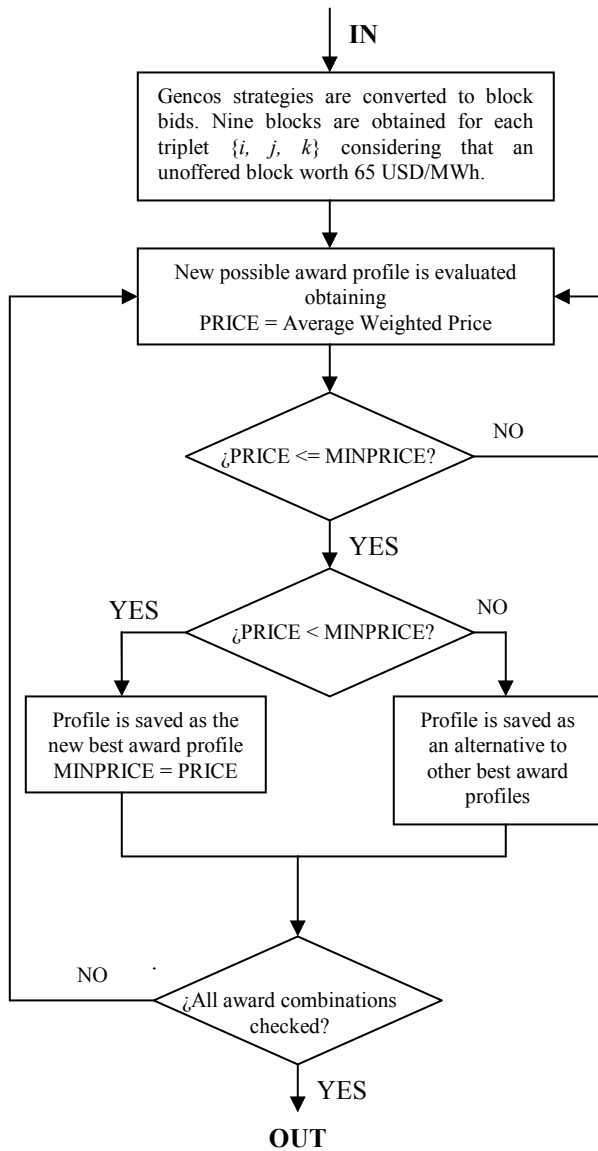 IN
Gencos strategies are converted to block
bids. Nine blocks are obtained for each
triplet {i, j, k} considering that an
unoffered block worth 65 USD/MWh.
New possible award profile is evaluated
obtaining
PRICE = Average Weighted Price
NO
¿PRICE <= MINPRICE?
YES
YES
NO
¿PRICE < MINPRICE?
Profile is saved as the
new best award profile
MINPRICE = PRICE
Profile is saved as
an alternative to
other best award
profiles
NO
¿All award combinations
checked?
YES
OUT